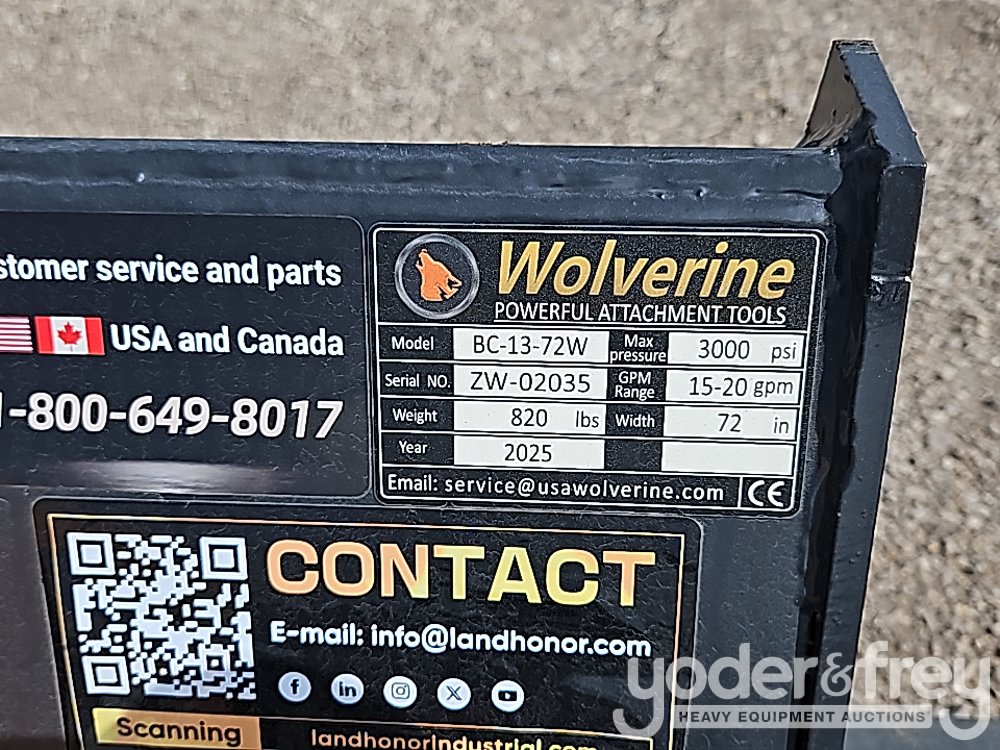 stomer service and parts
USA and Canada
1-800-649-8017
Wolverine
POWERFUL ATTACHMENT TOOLS
Model BC-13-72W Max pressure 3000 psi
Serial NO. ZW-02035 GPM Range 15-20 gpm
Weight 820 lbs Width 72 in
Year 2025
Email: service@usawolverine.com CE
CONTACT
E-mail: info@landhonor.com
f in X
Scanning landhonorindustrial.com
yoder&frey
HEAVY EQUIPMENT AUCTIONS